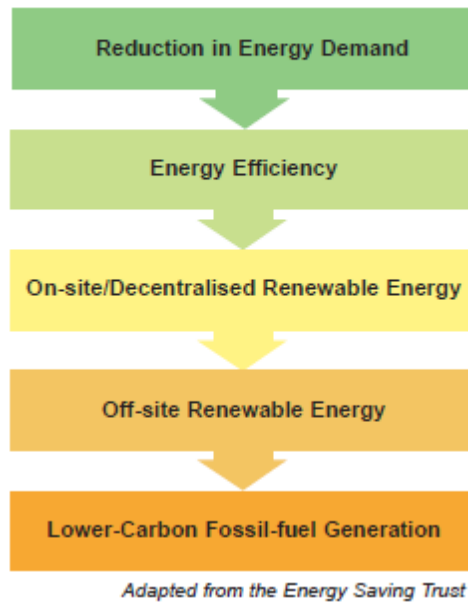 Reduction in Energy Demand
Energy Efficiency
On-site/Decentralised Renewable Energy
Off-site Renewable Energy
Lower-Carbon Fossil-fuel Generation
Adapted from the Energy Saving Trust